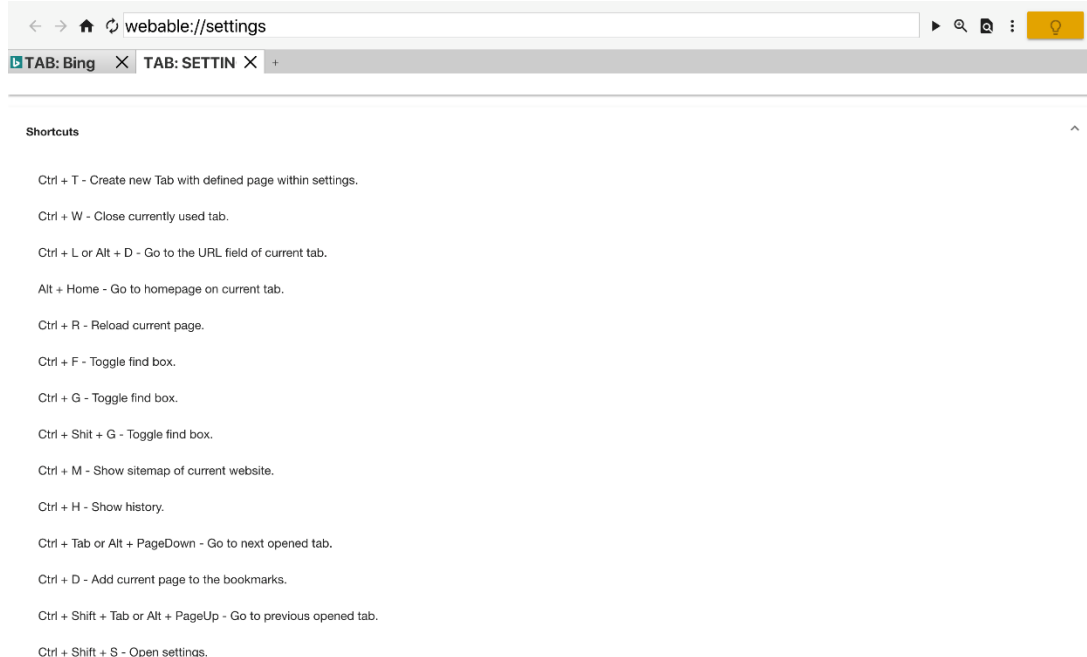 webable://settings
TAB: Bing
TAB: SETTIN
Shortcuts
Ctrl + T - Create new Tab with defined page within settings.
Ctrl + W - Close currently used tab.
Ctrl + L or Alt + D - Go to the URL field of current tab.
Alt + Home - Go to homepage on current tab.
Ctrl + R - Reload current page.
Ctrl + F - Toggle find box.
Ctrl + G - Toggle find box.
Ctrl + Shit + G - Toggle find box.
Ctrl + M - Show sitemap of current website.
Ctrl + H - Show history.
Ctrl + Tab or Alt + PageDown - Go to next opened tab.
Ctrl + D - Add current page to the bookmarks.
Ctrl + Shift + Tab or Alt + PageUp - Go to previous opened tab.
Ctrl + Shift + S - Open settings.